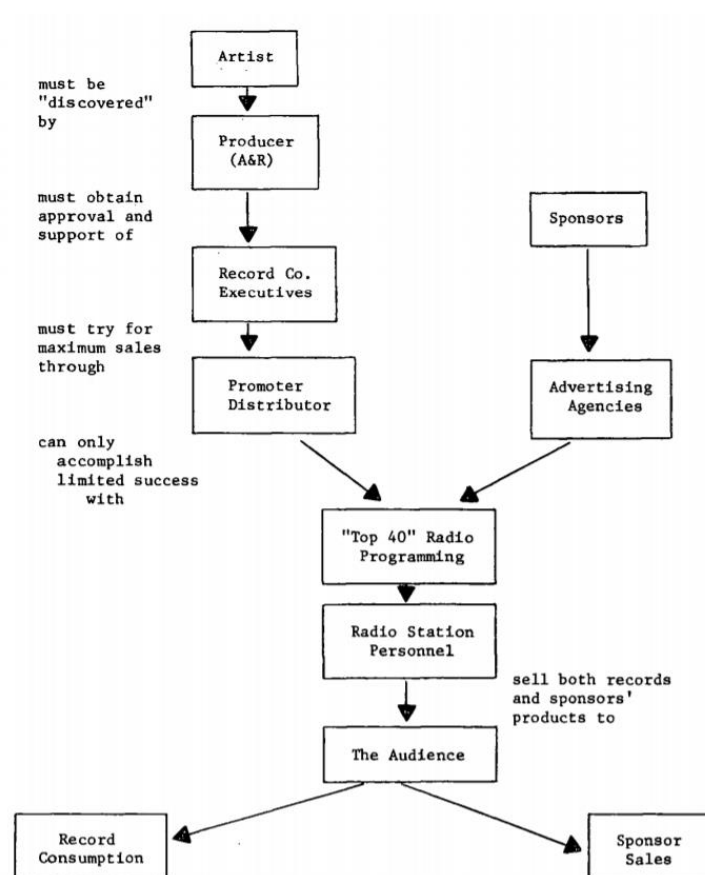 Artist
must be
"discovered"
by
Producer
(A&R)
must obtain
approval and
support of
Sponsors
Record Co.
Executives
must try for
maximum sales
through
Promoter
Distributor
Advertising
Agencies
can only
accomplish
limited success
with
"Top 40" Radio
Programming
Radio Station
Personnel
sell both records
and sponsors'
products to
The Audience
Record
Consumption
Sponsor
Sales